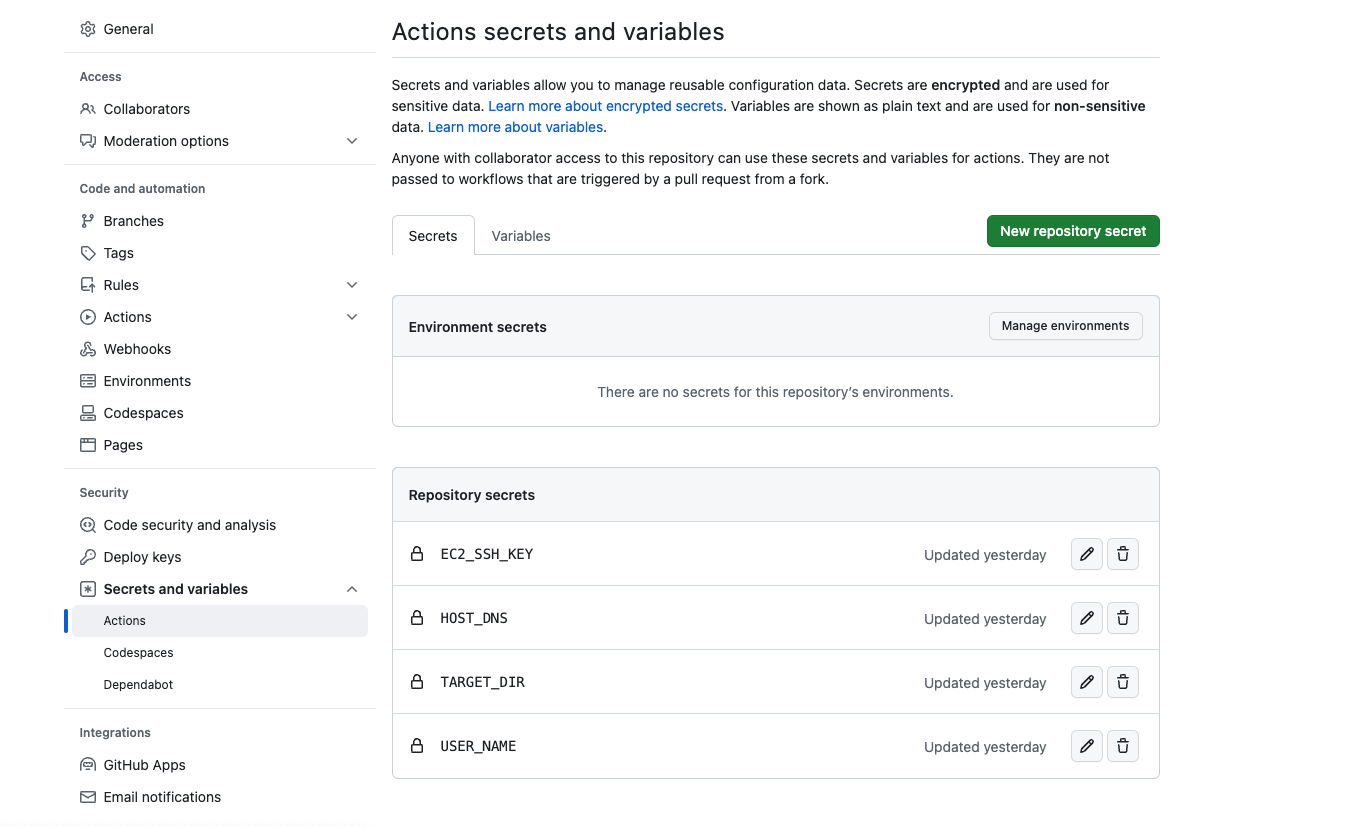 General
Access
Collaborators
Moderation options
Code and automation
Branches
Tags
Rules
Actions
Webhooks
Environments
Codespaces
Pages
Security
Code security and analysis
Deploy keys
Secrets and variables
Actions
Codespaces
Dependabot
Integrations
GitHub Apps
Email notifications
Actions secrets and variables
Secrets and variables allow you to manage reusable configuration data. Secrets are encrypted and are used for
sensitive data. Learn more about encrypted secrets. Variables are shown as plain text and are used for non-sensitive
data. Learn more about variables.
Anyone with collaborator access to this repository can use these secrets and variables for actions. They are not
passed to workflows that are triggered by a pull request from a fork.
Secrets Variables New repository secret
Environment secrets Manage environments
There are no secrets for this repository’s environments.
Repository secrets
EC2_SSH_KEY Updated yesterday
HOST_DNS Updated yesterday
TARGET_DIR Updated yesterday
USER_NAME Updated yesterday